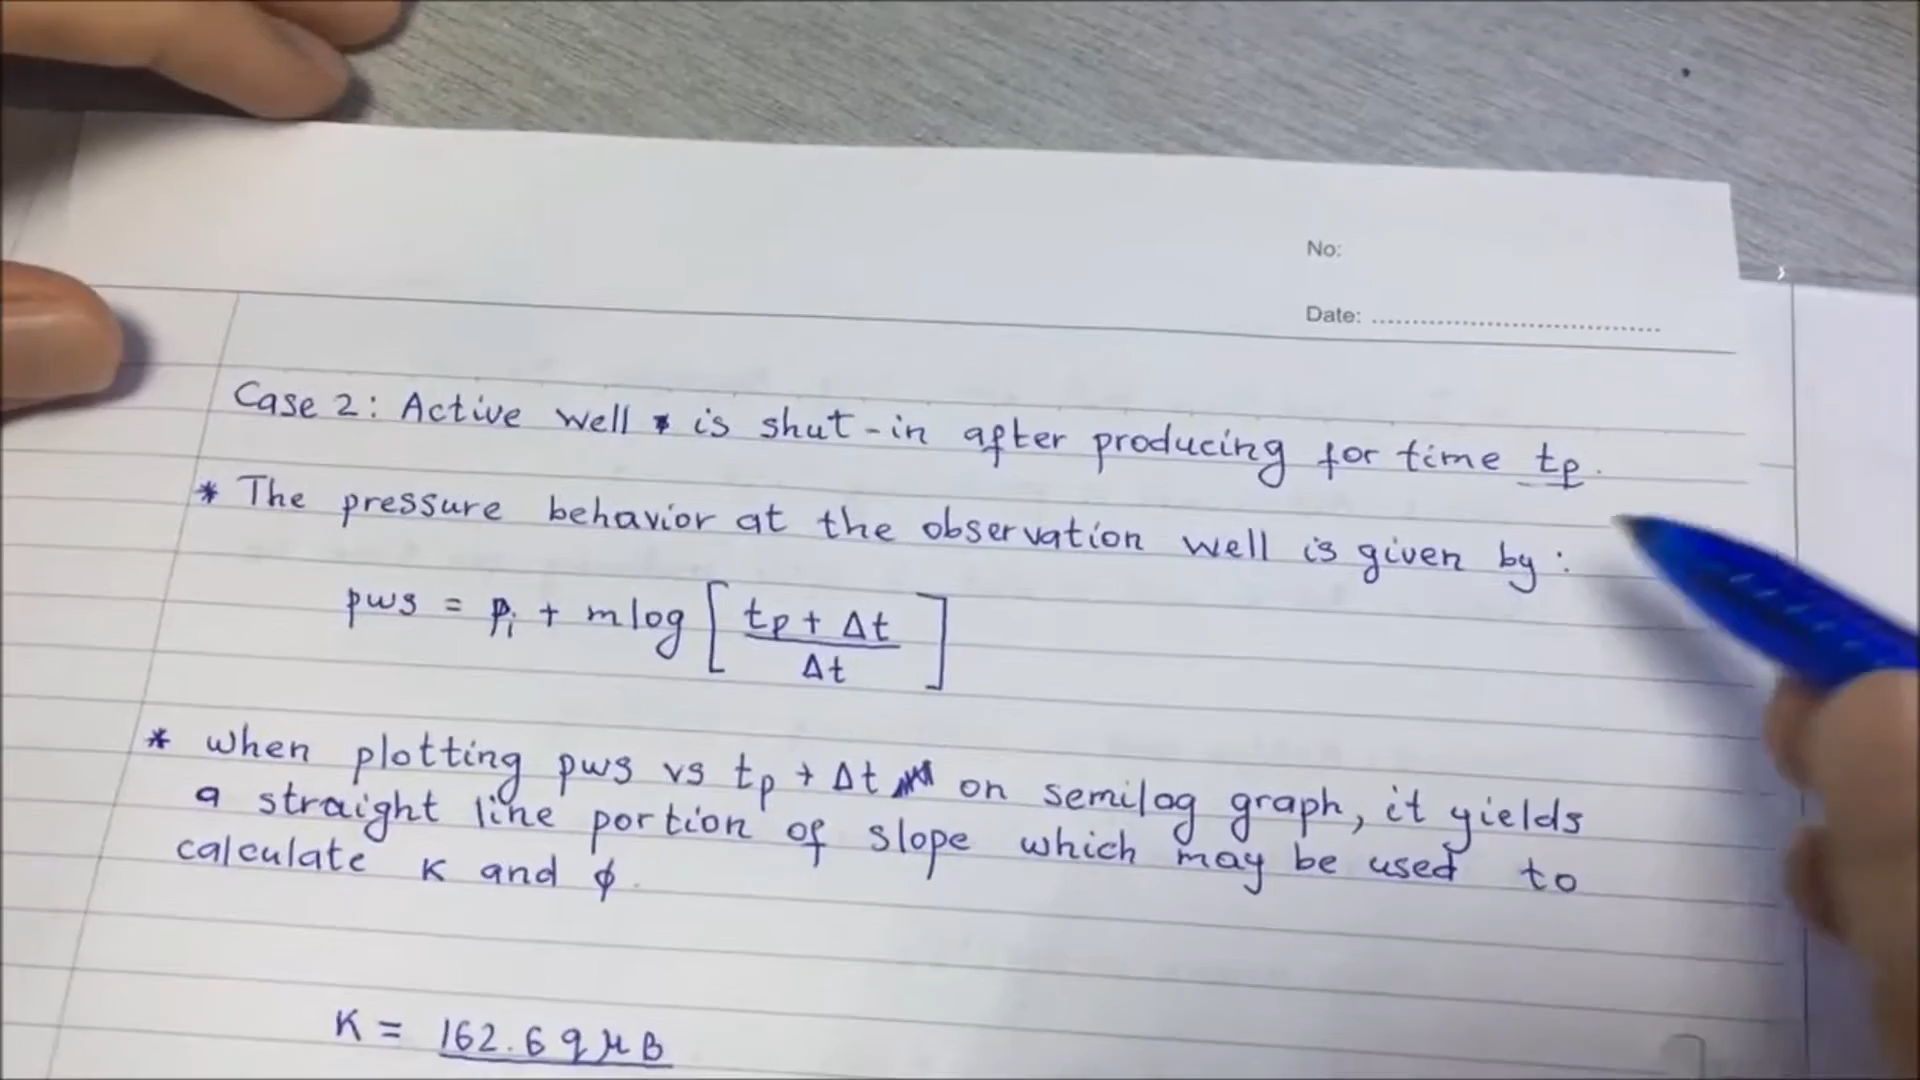 No:
Date: ........................................
Case 2: Active well is shut-in after producing for time tp.
* The pressure behavior at the observation well is given by:
pws = pi + mlog [ (tp + Δt) / Δt ]
* when plotting pws vs tp + Δt on semilog graph, it yields
a straight line portion of slope which may be used to
calculate K and ϕ.
K = 162.6 q μ B